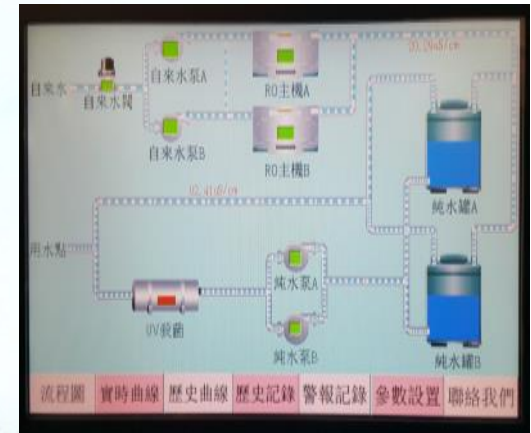 自來水
自來水閥
自來水泵A
自來水泵B
RO主機A
RO主機B
純水罐A
純水罐B
用水點
UV殺菌
純水泵A
純水泵B
流程圖 實時曲線 歷史曲線 歷史記錄 警報記錄 參數設置 聯絡我們